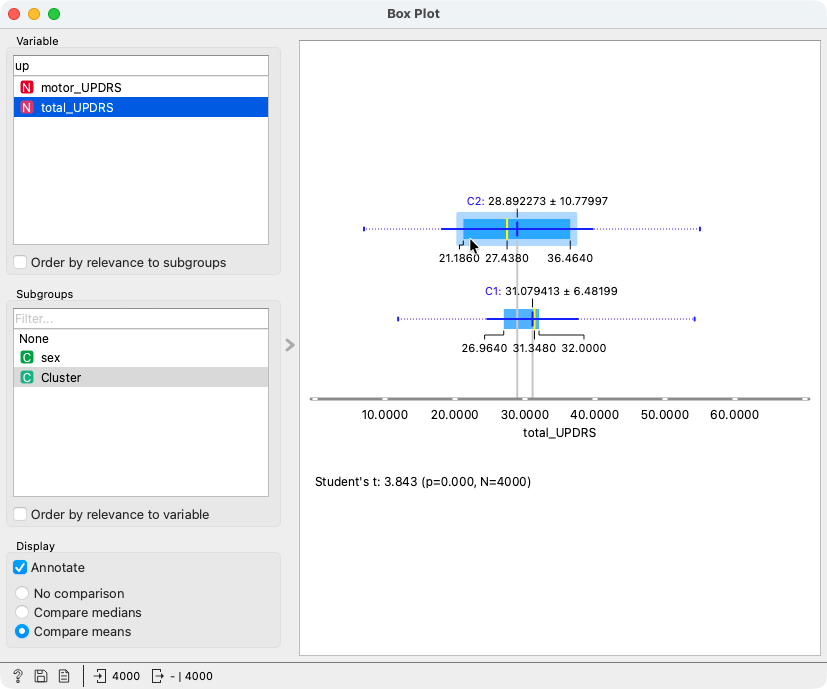 Box Plot
Variable
up
N motor_UPDRS
N total_UPDRS
Order by relevance to subgroups
Subgroups
Filter...
None
C sex
C Cluster
Order by relevance to variable
Display
Annotate
No comparison
Compare medians
Compare means
C2: 28.892273 ± 10.77997
21.1860 27.4380 36.4640
C1: 31.079413 ± 6.48199
26.9640 31.3480 32.0000
10.0000 20.0000 30.0000 40.0000 50.0000 60.0000
total_UPDRS
Student's t: 3.843 (p=0.000, N=4000)
? 4000 - | 4000